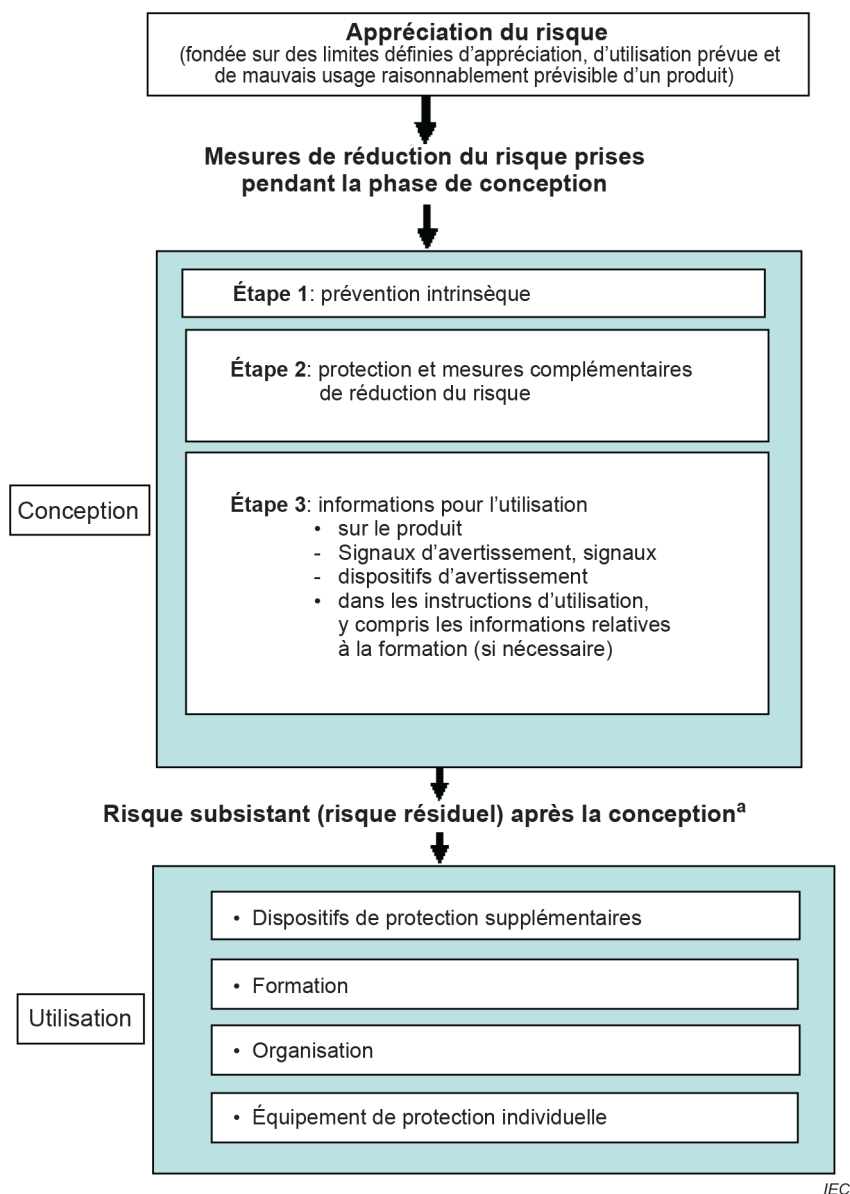 Appréciation du risque
(fondée sur des limites définies d’appréciation, d’utilisation prévue et
de mauvais usage raisonnablement prévisible d’un produit)
Mesures de réduction du risque prises
pendant la phase de conception
Conception
Étape 1: prévention intrinsèque
Étape 2: protection et mesures complémentaires
de réduction du risque
Étape 3: informations pour l’utilisation
• sur le produit
- Signaux d’avertissement, signaux
- dispositifs d’avertissement
• dans les instructions d’utilisation,
y compris les informations relatives
à la formation (si nécessaire)
Risque subsistant (risque résiduel) après la conceptionᵃ
Utilisation
• Dispositifs de protection supplémentaires
• Formation
• Organisation
• Équipement de protection individuelle
IEC